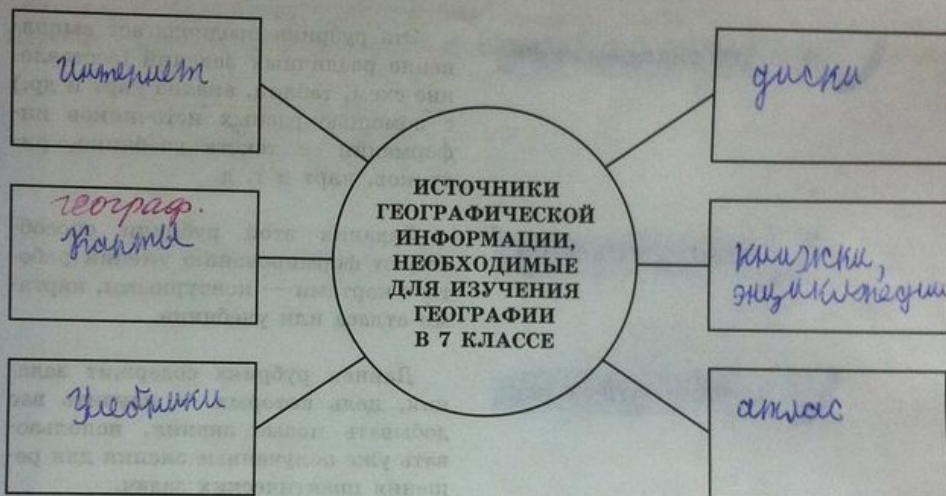 Интернет
географ.
карты
Учебники
ИСТОЧНИКИ
ГЕОГРАФИЧЕСКОЙ
ИНФОРМАЦИИ,
НЕОБХОДИМЫЕ
ДЛЯ ИЗУЧЕНИЯ
ГЕОГРАФИИ
В 7 КЛАССЕ
диски
книжки,
энциклопедии
атлас